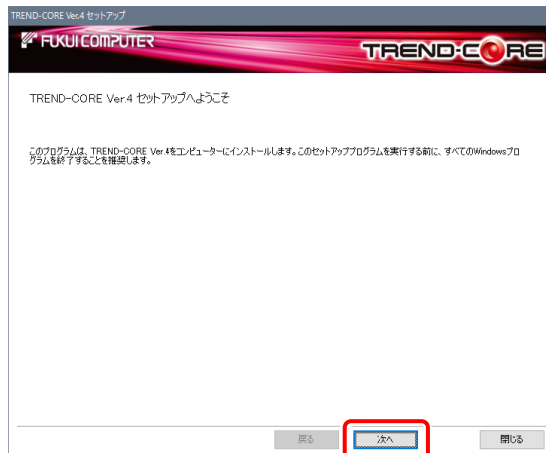 TREND-CORE Ver.4 セットアップ
FUKUI COMPUTER
TREND-CORE
TREND-CORE Ver.4 セットアップへようこそ
このプログラムは、TREND-CORE Ver.4をコンピューターにインストールします。このセットアッププログラムを実行する前に、すべてのWindowsプロ
グラムを終了することを推奨します。
戻る 次へ 閉じる